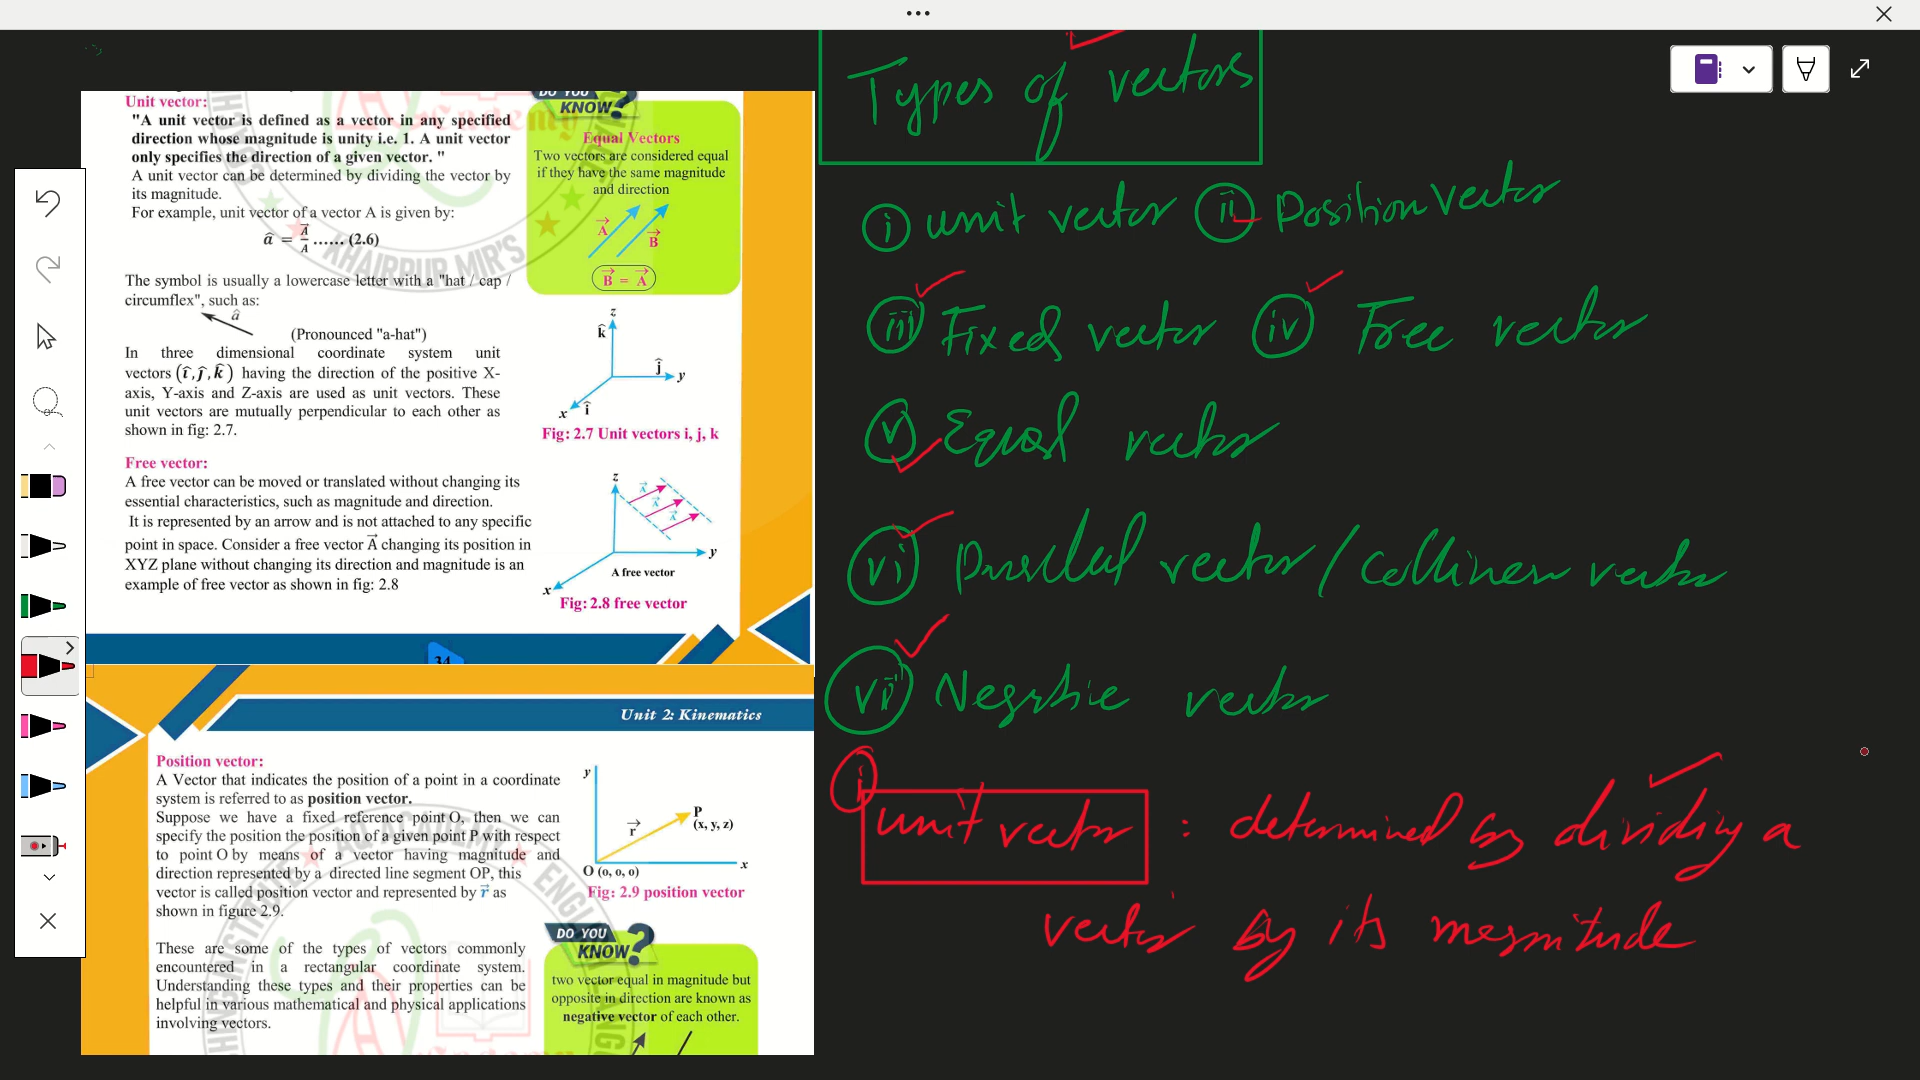 Unit vector:
"A unit vector is defined as a vector in any specified
direction whose magnitude is unity i.e. 1. A unit vector
only specifies the direction of a given vector. "
A unit vector can be determined by dividing the vector by
its magnitude.
For example, unit vector of a vector A is given by:
â = A⃗/A ...... (2.6)
The symbol is usually a lowercase letter with a "hat / cap /
circumflex", such as:
â
(Pronounced "a-hat")
In three dimensional coordinate system unit
vectors (î,ĵ,k̂) having the direction of the positive X-
axis, Y-axis and Z-axis are used as unit vectors. These
unit vectors are mutually perpendicular to each other as
shown in fig: 2.7.
Free vector:
A free vector can be moved or translated without changing its
essential characteristics, such as magnitude and direction.
It is represented by an arrow and is not attached to any specific
point in space. Consider a free vector A⃗ changing its position in
XYZ plane without changing its direction and magnitude is an
example of free vector as shown in fig: 2.8
DO YOU
KNOW?
Equal Vectors
Two vectors are considered equal
if they have the same magnitude
and direction
A⃗
B⃗
B⃗ = A⃗
z
k̂
ĵ
y
x
î
Fig: 2.7 Unit vectors i, j, k
z
A⃗
A⃗
A⃗
y
A free vector
x
Fig: 2.8 free vector
34
KHAIRPUR MIR'S
Unit 2: Kinematics
Position vector:
A Vector that indicates the position of a point in a coordinate
system is referred to as position vector.
Suppose we have a fixed reference point O, then we can
specify the position the position of a given point P with respect
to point O by means of a vector having magnitude and
direction represented by a directed line segment OP, this
vector is called position vector and represented by r⃗ as
shown in figure 2.9.
These are some of the types of vectors commonly
encountered in a rectangular coordinate system.
Understanding these types and their properties can be
helpful in various mathematical and physical applications
involving vectors.
y
P
(x, y, z)
r⃗
O (o, o, o)
x
Fig: 2.9 position vector
DO YOU
KNOW?
two vector equal in magnitude but
opposite in direction are known as
negative vector of each other.
AQ ACADEMY
Types of vectors
i unit vector ii Position vector
iii Fixed vector iv Free vector
v Equal vector
vi Parallel vector / Collinear vector
vii Negative vector
i
unit vector : determined by dividing a
vector by its magnitude